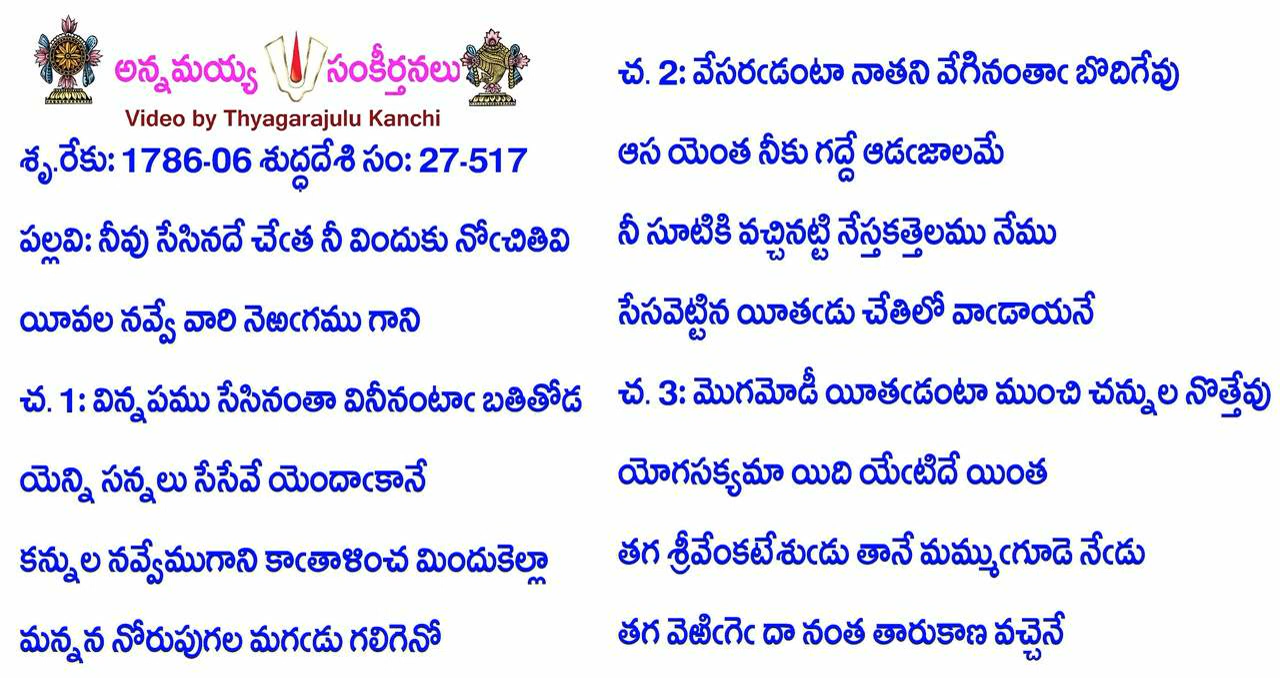 అన్నమయ్య సంకీర్తనలు
Video by Thyagarajulu Kanchi
శృ.రేకు: 1786-06 శుద్ధదేశి సం: 27-517
పల్లవి: నీవు సేసినదే చేఁత నీ విందుకు నోఁచితివి
యీవల నవ్వే వారి నెఱఁగము గాని
చ. 1: విన్నపము సేసినంతా వినీనంటాఁ బతితోడ
యెన్ని సన్నలు సేసేవే యెందాఁకానే
కన్నుల నవ్వేముగాని కాఁతాళించ మిందుకెల్లా
మన్నన నోరుపుగల మగఁడు గలిగెనో
చ. 2: వేసరఁడంటా నాతని వేగినంతాఁ బొదిగేవు
ఆస యెంత నీకు గద్దే ఆడఁజాలమే
నీ సూటికి వచ్చినట్టి నేస్తకత్తెలము నేము
సేసవెట్టిన యీతఁడు చేతిలో వాఁడాయనే
చ. 3: మొగమోడీ యీతఁడంటా ముంచి చన్నుల నొత్తేవు
యోగసక్యమా యిది యేఁటిదే యింత
తగ శ్రీవేంకటేశుఁడు తానే మమ్ముఁగూడె నేఁడు
తగ వెఱిఁగెఁ దా నంత తారుకాణ వచ్చెనే